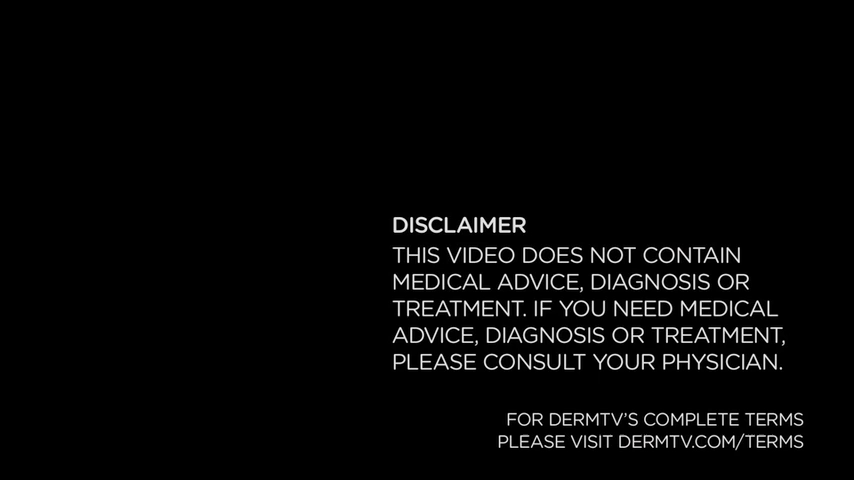 DISCLAIMER
THIS VIDEO DOES NOT CONTAIN
MEDICAL ADVICE, DIAGNOSIS OR
TREATMENT. IF YOU NEED MEDICAL
ADVICE, DIAGNOSIS OR TREATMENT,
PLEASE CONSULT YOUR PHYSICIAN.
FOR DERMTV'S COMPLETE TERMS
PLEASE VISIT DERMTV.COM/TERMS